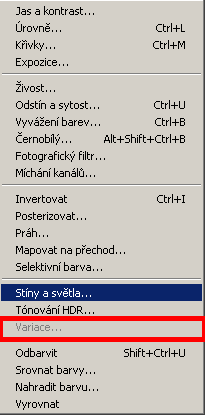 Jas a kontrast...
Úrovně... Ctrl+L
Křivky... Ctrl+M
Expozice...
Živost...
Odstín a sytost... Ctrl+U
Vyvážení barev... Ctrl+B
Černobílý... Alt+Shift+Ctrl+B
Fotografický filtr...
Míchání kanálů...
Invertovat Ctrl+I
Posterizovat...
Práh...
Mapovat na přechod...
Selektivní barva...
Stíny a světla...
Tónování HDR...
Variace...
Odbarvit Shift+Ctrl+U
Srovnat barvy...
Nahradit barvu...
Vyrovnat